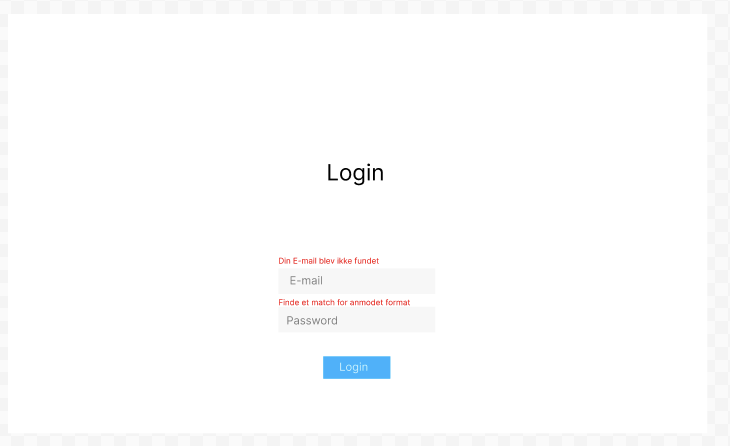 Login
Din E-mail blev ikke fundet
E-mail
Finde et match for anmodet format
Password
Login